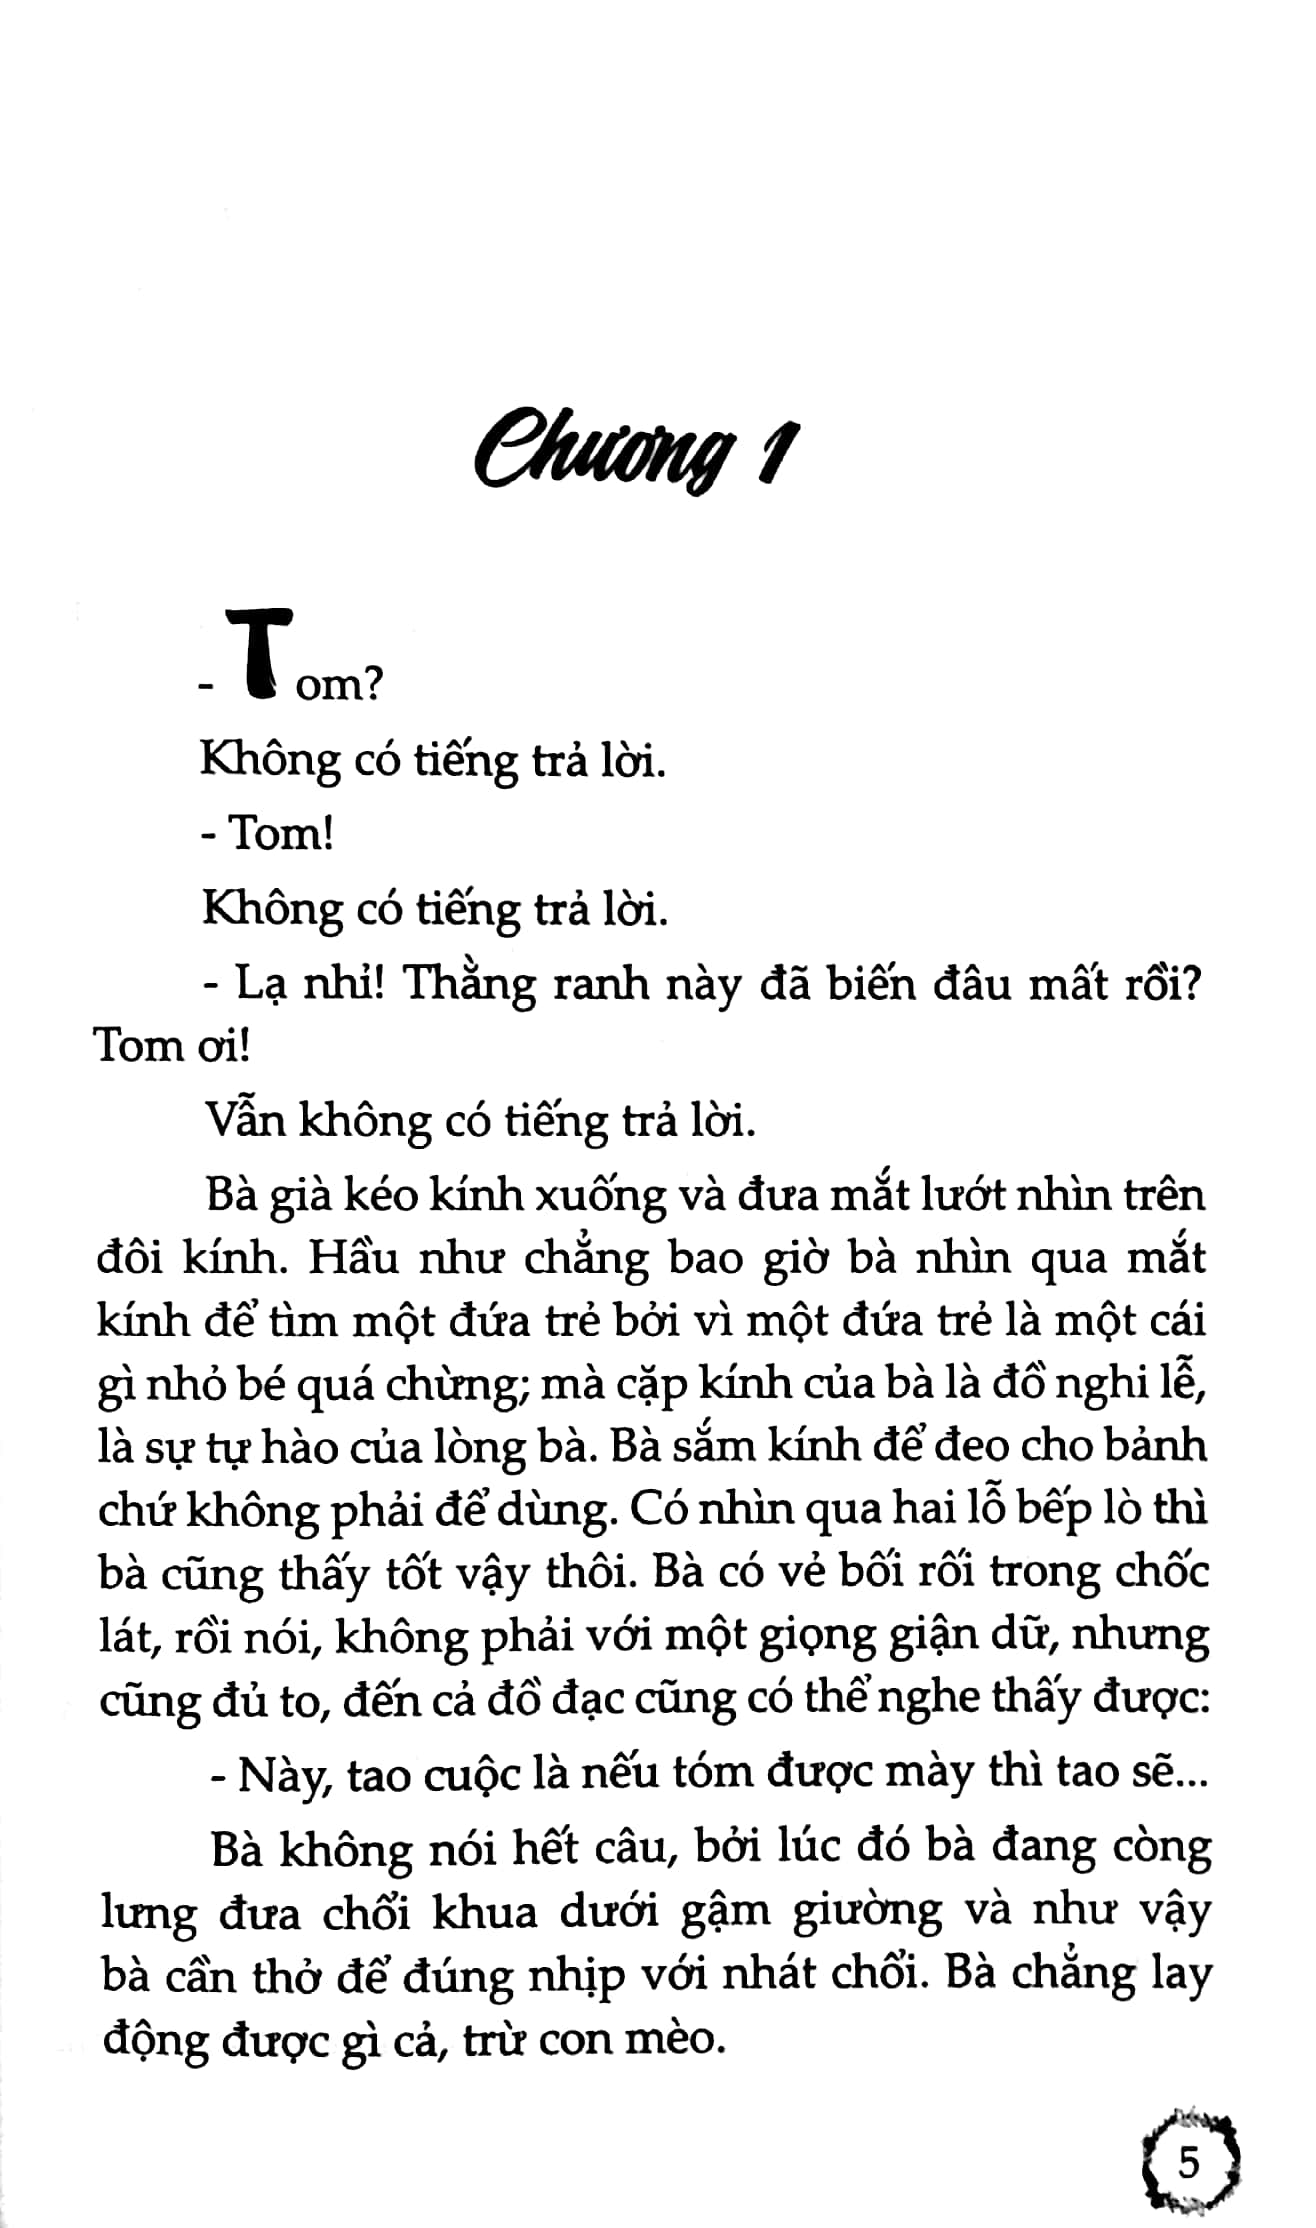 Chương 1
- Tom?
Không có tiếng trả lời.
- Tom!
Không có tiếng trả lời.
- Lạ nhỉ! Thằng ranh này đã biến đâu mất rồi?
Tom ơi!
Vẫn không có tiếng trả lời.
Bà già kéo kính xuống và đưa mắt lướt nhìn trên
đôi kính. Hầu như chẳng bao giờ bà nhìn qua mắt
kính để tìm một đứa trẻ bởi vì một đứa trẻ là một cái
gì nhỏ bé quá chừng; mà cặp kính của bà là đồ nghi lễ,
là sự tự hào của lòng bà. Bà sắm kính để đeo cho bảnh
chứ không phải để dùng. Có nhìn qua hai lỗ bếp lò thì
bà cũng thấy tốt vậy thôi. Bà có vẻ bối rối trong chốc
lát, rồi nói, không phải với một giọng giận dữ, nhưng
cũng đủ to, đến cả đồ đạc cũng có thể nghe thấy được:
- Này, tao cuộc là nếu tóm được mày thì tao sẽ...
Bà không nói hết câu, bởi lúc đó bà đang còng
lưng đưa chổi khua dưới gậm giường và như vậy
bà cần thở để đúng nhịp với nhát chổi. Bà chẳng lay
động được gì cả, trừ con mèo.
5